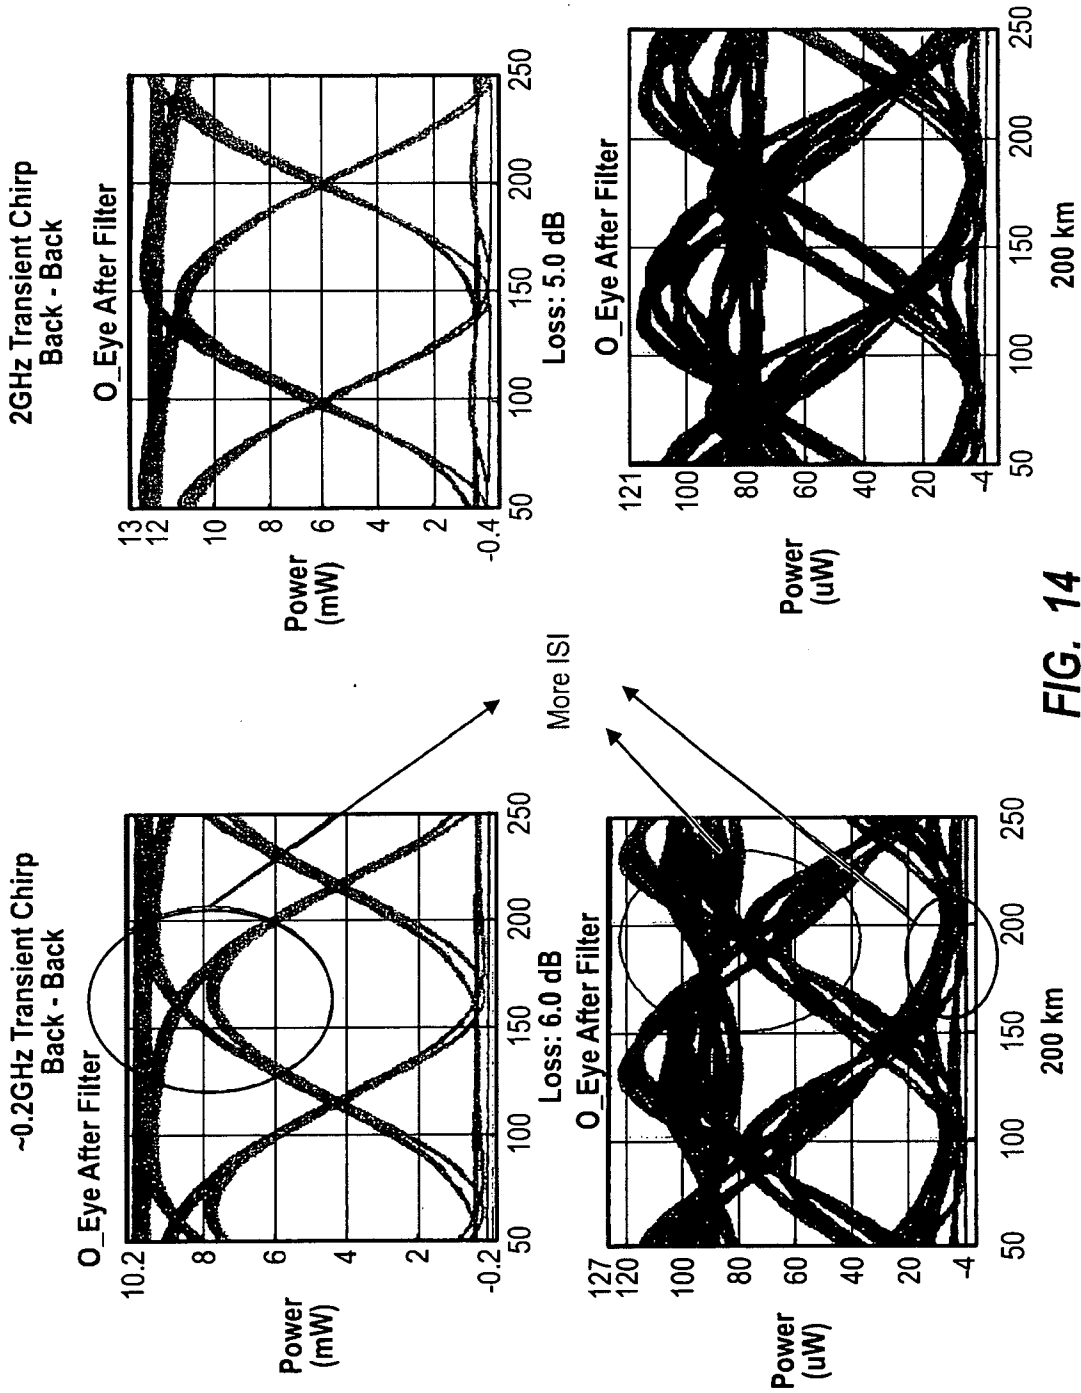 ~0.2GHz Transient Chirp
Back - Back
O_Eye After Filter
Power
(mW)
10.2
8
6
4
2
-0.2
50
100
150
200
250
Loss: 6.0 dB
O_Eye After Filter
Power
(uW)
127
120
100
80
60
40
20
-4
50
100
150
200
250
200 km
More ISI
2GHz Transient Chirp
Back - Back
O_Eye After Filter
Power
(mW)
13
12
10
8
6
4
2
-0.4
50
100
150
200
250
Loss: 5.0 dB
O_Eye After Filter
Power
(uW)
121
100
80
60
40
20
-4
50
100
150
200
250
200 km
FIG. 14